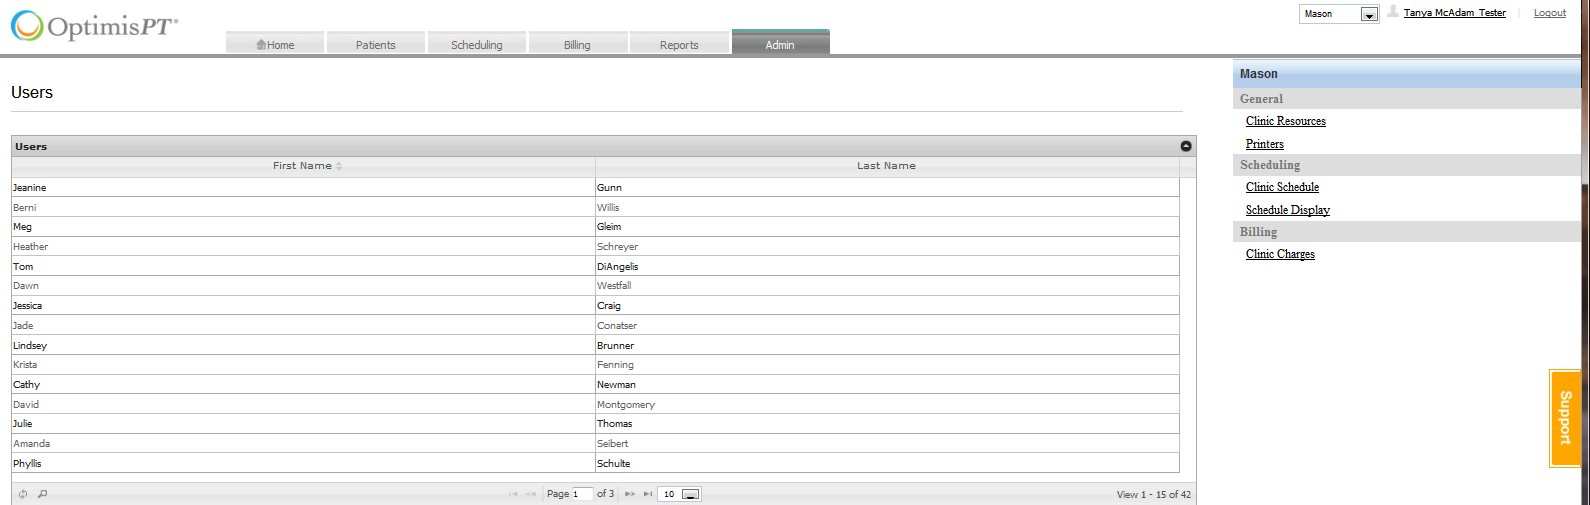 OptimisPT®
Mason Tanya McAdam_Tester | Logout
Home Patients Scheduling Billing Reports Admin
Users
Users
First Name Last Name
Jeanine Gunn
Berni Willis
Meg Gleim
Heather Schreyer
Tom DiAngelis
Dawn Westfall
Jessica Craig
Jade Conatser
Lindsey Brunner
Krista Fenning
Cathy Newman
David Montgomery
Julie Thomas
Amanda Seibert
Phyllis Schulte
Page 1 of 3 10 View 1 - 15 of 42
Mason
General
Clinic Resources
Printers
Scheduling
Clinic Schedule
Schedule Display
Billing
Clinic Charges
Support